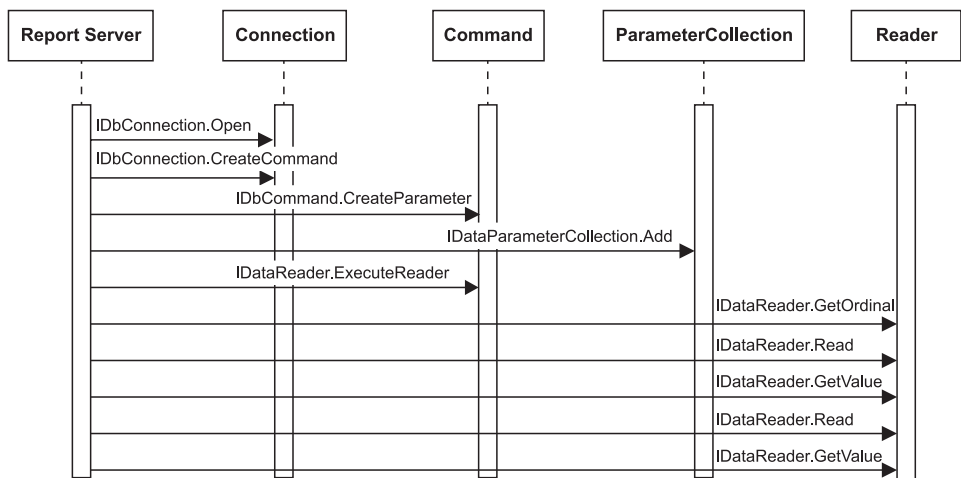 Report Server
Connection
Command
ParameterCollection
Reader
IDbConnection.Open
IDbConnection.CreateCommand
IDbCommand.CreateParameter
IDataParameterCollection.Add
IDataReader.ExecuteReader
IDataReader.GetOrdinal
IDataReader.Read
IDataReader.GetValue
IDataReader.Read
IDataReader.GetValue